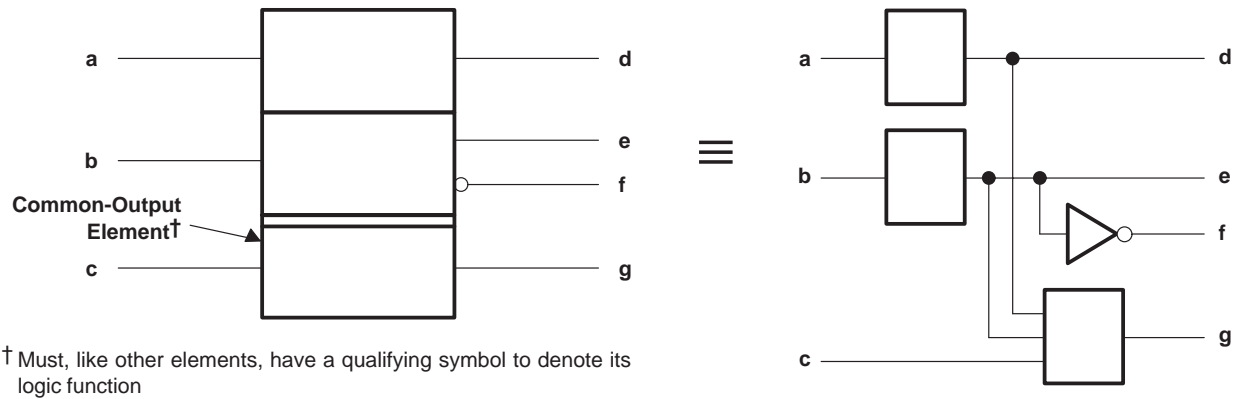 a
d
b
e
f
Common-Output
Element†
c
g
≡
a
d
b
e
f
c
g
† Must, like other elements, have a qualifying symbol to denote its
logic function